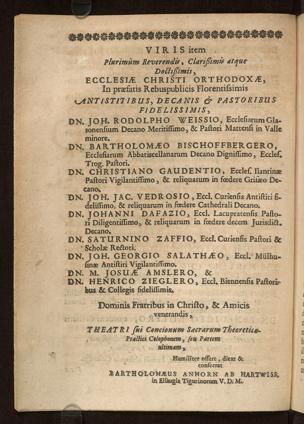 VIRIS item
Plurimùm Reverendis, Clarissimis atque
Doctissimis,
ECCLESIÆ CHRISTI ORTHODOXÆ,
In præfatis Rebuspublicis Florentissimis
ANTISTITIBUS, DECANIS & PASTORIBUS
FIDELISSIMIS,
DN. JOH. RODOLPHO WEISSIO, Ecclesiarum Gla-
ronensium Decano Meritissimo, & Pastori Mattensi in Valle
minore.
DN. BARTHOLOMÆO BISCHOFFBERGERO,
Ecclesiarum Abbatiscellanarum Decano Dignissimo, Eccles.
Trog. Pastori.
DN. CHRISTIANO GAUDENTIO, Eccles. Ilantinæ
Pastori Vigilantissimo, & reliquarum in fœdere Griseo De-
cano,
DN. JOH. JAC. VEDROSIO, Eccl. Curiensis Antistiti fi-
delissimo, & reliquarum in fœdere Cathedrali Decano,
DN. JOHANNI DAFAZIO, Eccl. Lacupratensis Pasto-
ri Diligentissimo, & reliquarum in fœdere decem Jurisdict.
Decano,
DN. SATURNINO ZAFFIO, Eccl. Curiensis Pastori &
Scholæ Rectori.
DN. JOH. GEORGIO SALATHÆO, Eccl. Mülhu-
sinæ Antistiti Vigilantissimo.
DN. M. JOSUÆ AMSLERO, &
DN. HENRICO ZIEGLERO, Eccl, Biennensis Pastori-
bus & Collegis fidelissimis,
Dominis Fratribus in Christo, & Amicis
venerandis,
THEATRI sui Concionum Sacrarum Theoretico-
Practici Colophonem, seu Partem
ultimam,
Humiliter offert, dicat &
consecrat
BARTHOLOMÆUS ANHORN AB HARTWISS,
in Elsaugia Tigurinorum V. D. M.